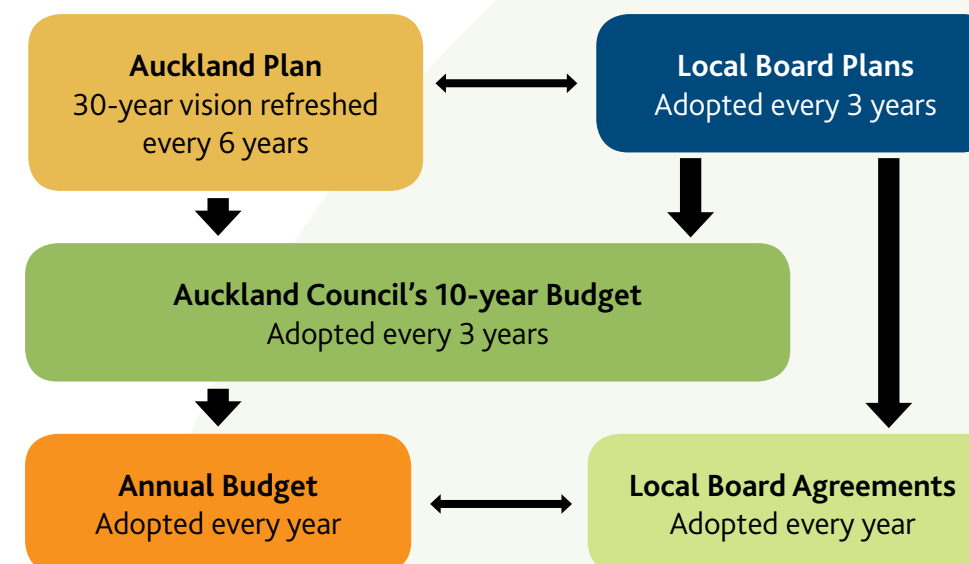 Auckland Plan
30-year vision refreshed
every 6 years
Local Board Plans
Adopted every 3 years
Auckland Council’s 10-year Budget
Adopted every 3 years
Annual Budget
Adopted every year
Local Board Agreements
Adopted every year